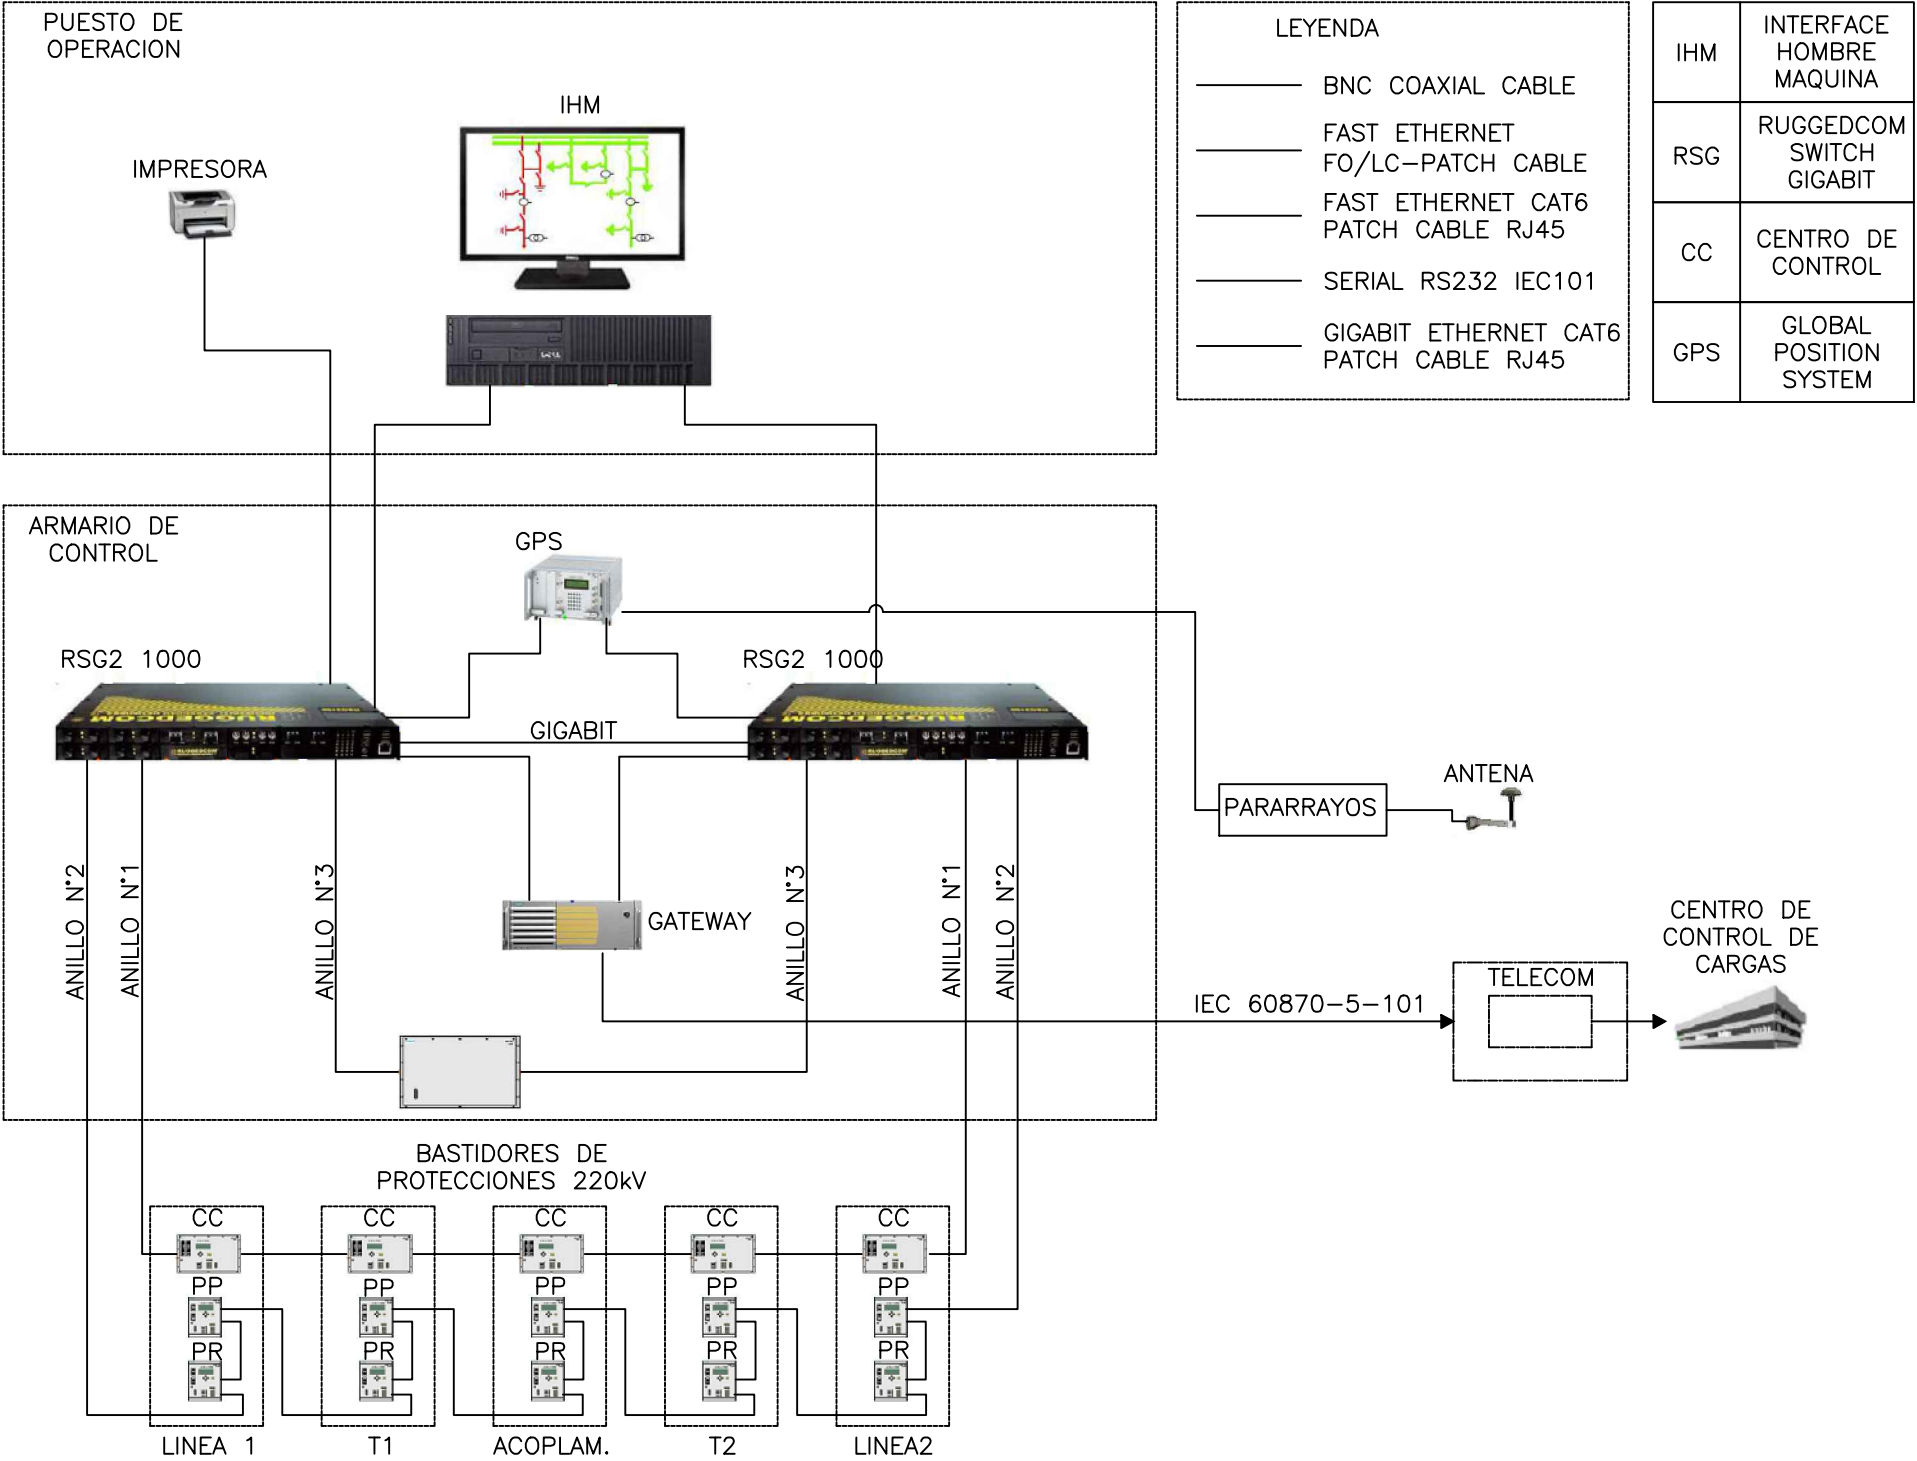 PUESTO DE
OPERACION
IHM
IMPRESORA
LEYENDA
BNC COAXIAL CABLE
FAST ETHERNET
FO/LC-PATCH CABLE
FAST ETHERNET CAT6
PATCH CABLE RJ45
SERIAL RS232 IEC101
GIGABIT ETHERNET CAT6
PATCH CABLE RJ45
IHM
INTERFACE
HOMBRE
MAQUINA
RSG
RUGGEDCOM
SWITCH
GIGABIT
CC
CENTRO DE
CONTROL
GPS
GLOBAL
POSITION
SYSTEM
ARMARIO DE
CONTROL
GPS
RSG2 1000
RSG2 1000
RUGGEDCOM
RUGGEDCOM
RUGGEDCOM
RUGGEDCOM
GIGABIT
ANILLO N°2
ANILLO N°1
ANILLO N°3
GATEWAY
ANILLO N°3
ANILLO N°1
ANILLO N°2
PARARRAYOS
ANTENA
IEC 60870-5-101
TELECOM
CENTRO DE
CONTROL DE
CARGAS
BASTIDORES DE
PROTECCIONES 220kV
CC
CC
CC
CC
CC
PP
PP
PP
PP
PP
PR
PR
PR
PR
PR
LINEA 1
T1
ACOPLAM.
T2
LINEA2